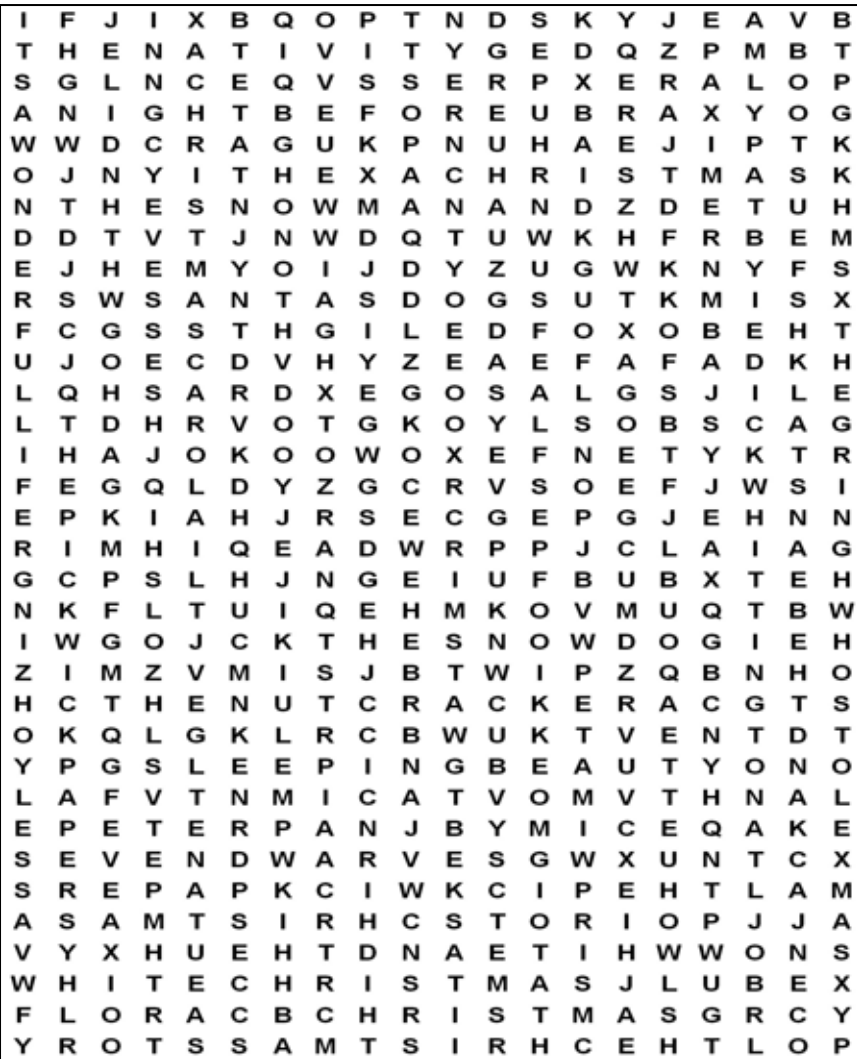 I F J I X B Q O P T N D S K Y J E A V B
T H E N A T I V I T Y G E D Q Z P M B T
S G L N C E Q V S S E R P X E R A L O P
A N I G H T B E F O R E U B R A X Y O G
W W D C R A G U K P N U H A E J I P T K
O J N Y I T H E X A C H R I S T M A S K
N T H E S N O W M A N A N D Z D E T U H
D D T V T J N W D Q T U W K H F R B E M
E J H E M Y O I J D Y Z U G W K N Y F S
R S W S A N T A S D O G S U T K M I S X
F C G S S T H G I L E D F O X O B E H T
U J O E C D V H Y Z E A E F A F A D K H
L Q H S A R D X E G O S A L G S J I L E
L T D H R V O T G K O Y L S O B S C A G
I H A J O K O O W O X E F N E T Y K T R
F E G Q L D Y Z G C R V S O E F J W S I
E P K I A H J R S E C G E P G J E H N N
R I M H I Q E A D W R P P J C L A I A G
G C P S L H J N G E I U F B U B X T E H
N K F L T U I Q E H M K O V M U Q T B W
I W G O J C K T H E S N O W D O G I E H
Z I M Z V M I S J B T W I P Z Q B N H O
H C T H E N U T C R A C K E R A C G T S
O K Q L G K L R C B W U K T V E N T D T
Y P G S L E E P I N G B E A U T Y O N O
L A F V T N M I C A T V O M V T H N A L
E P E T E R P A N J B Y M I C E Q A K E
S E V E N D W A R V E S G W X U N T C X
S R E P A P K C I W K C I P E H T L A M
A S A M T S I R H C S T O R I O P J J A
V Y X H U E H T D N A E T I H W W O N S
W H I T E C H R I S T M A S J L U B E X
F L O R A C B C H R I S T M A S G R C Y
Y R O T S S A M T S I R H C E H T L O P